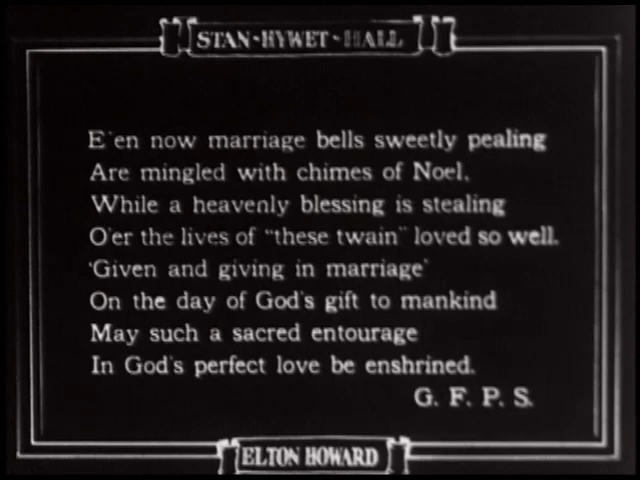 STAN-HYWET-HALL
E'en now marriage bells sweetly pealing
Are mingled with chimes of Noel,
While a heavenly blessing is stealing
O'er the lives of "these twain" loved so well.
'Given and giving in marriage'
On the day of God's gift to mankind
May such a sacred entourage
In God's perfect love be enshrined.
G. F. P. S.
ELTON HOWARD